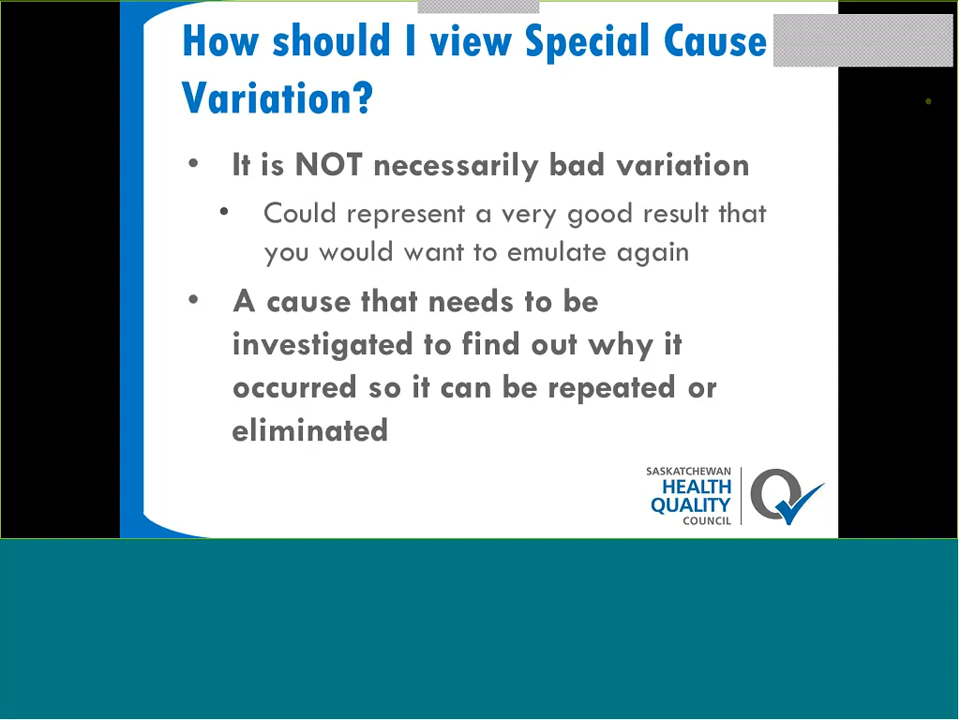 How should I view Special Cause
Variation?
• It is NOT necessarily bad variation
• Could represent a very good result that
you would want to emulate again
• A cause that needs to be
investigated to find out why it
occurred so it can be repeated or
eliminated
SASKATCHEWAN
HEALTH
QUALITY
COUNCIL